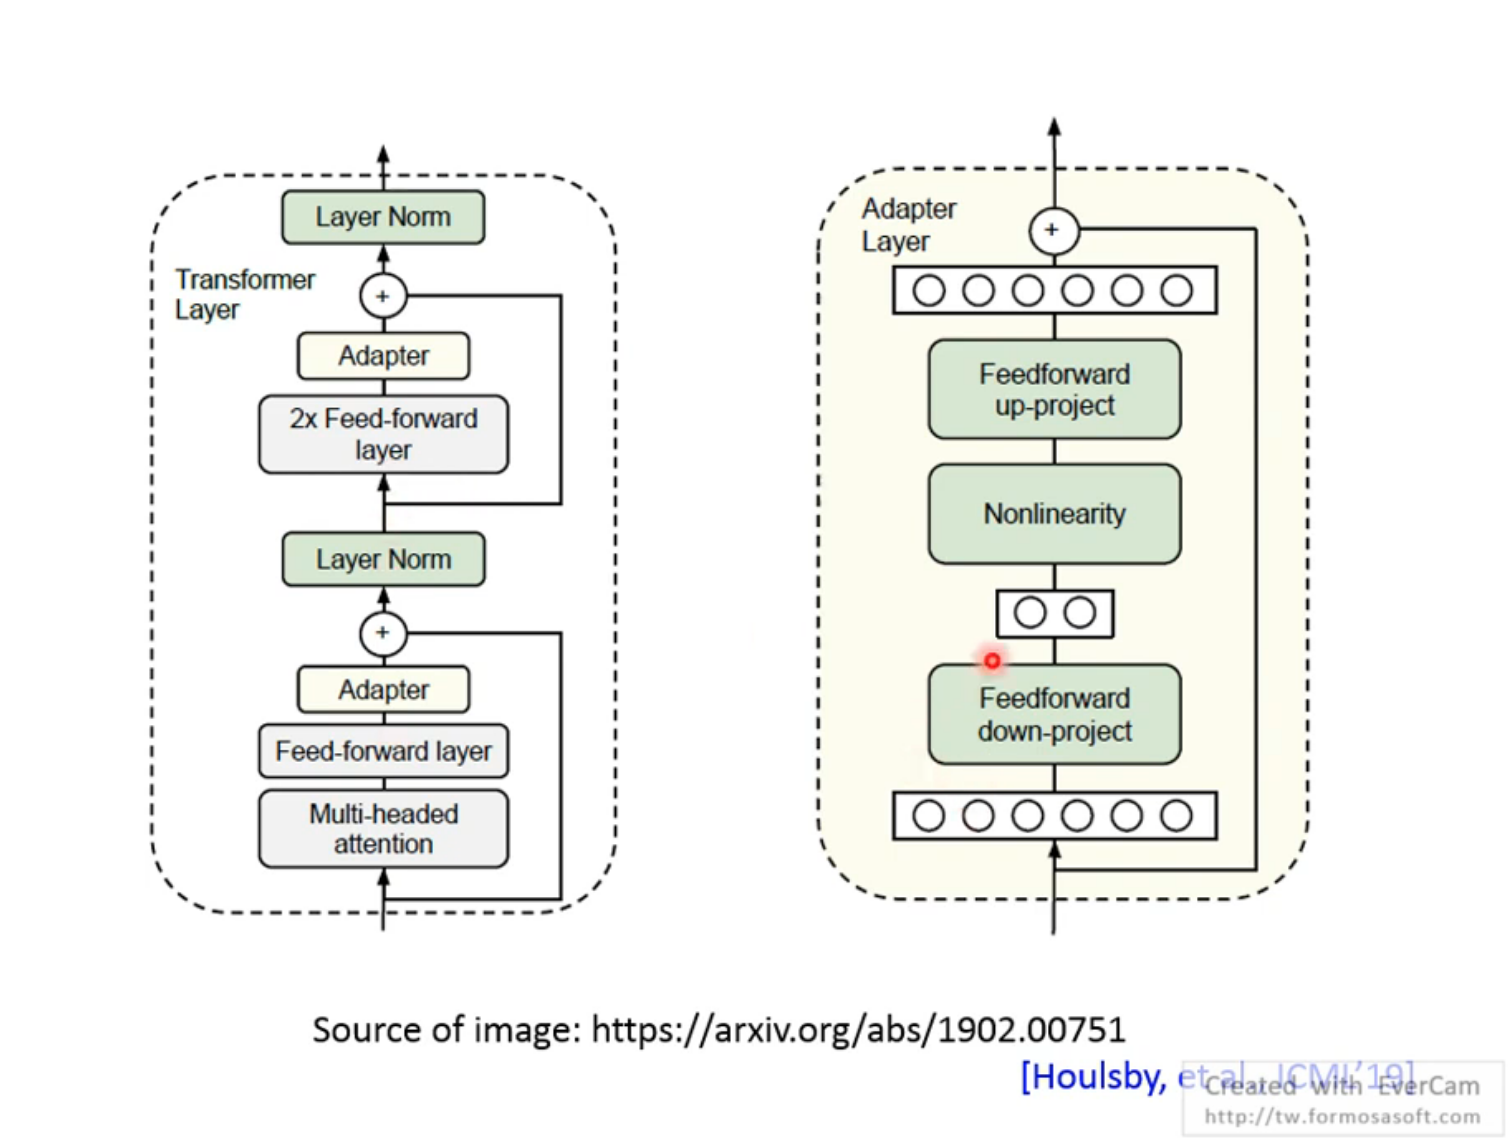 Layer Norm
Transformer
Layer
+
Adapter
2x Feed-forward
layer
Layer Norm
+
Adapter
Feed-forward layer
Multi-headed
attention
Adapter
Layer
+
Feedforward
up-project
Nonlinearity
Feedforward
down-project
Source of image: https://arxiv.org/abs/1902.00751
[Houlsby, et al., ICML’19]
Created with EverCam
http://tw.formosasoft.com